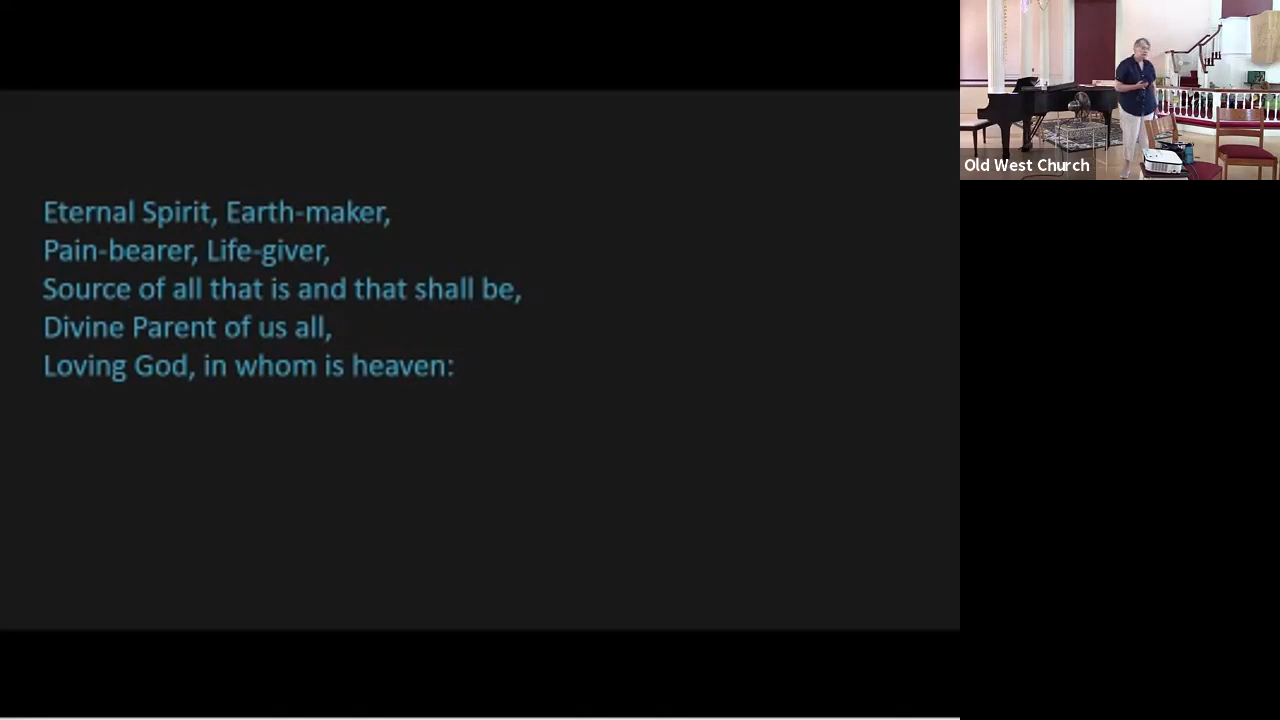 Eternal Spirit, Earth-maker,
Pain-bearer, Life-giver,
Source of all that is and that shall be,
Divine Parent of us all,
Loving God, in whom is heaven:
Old West Church